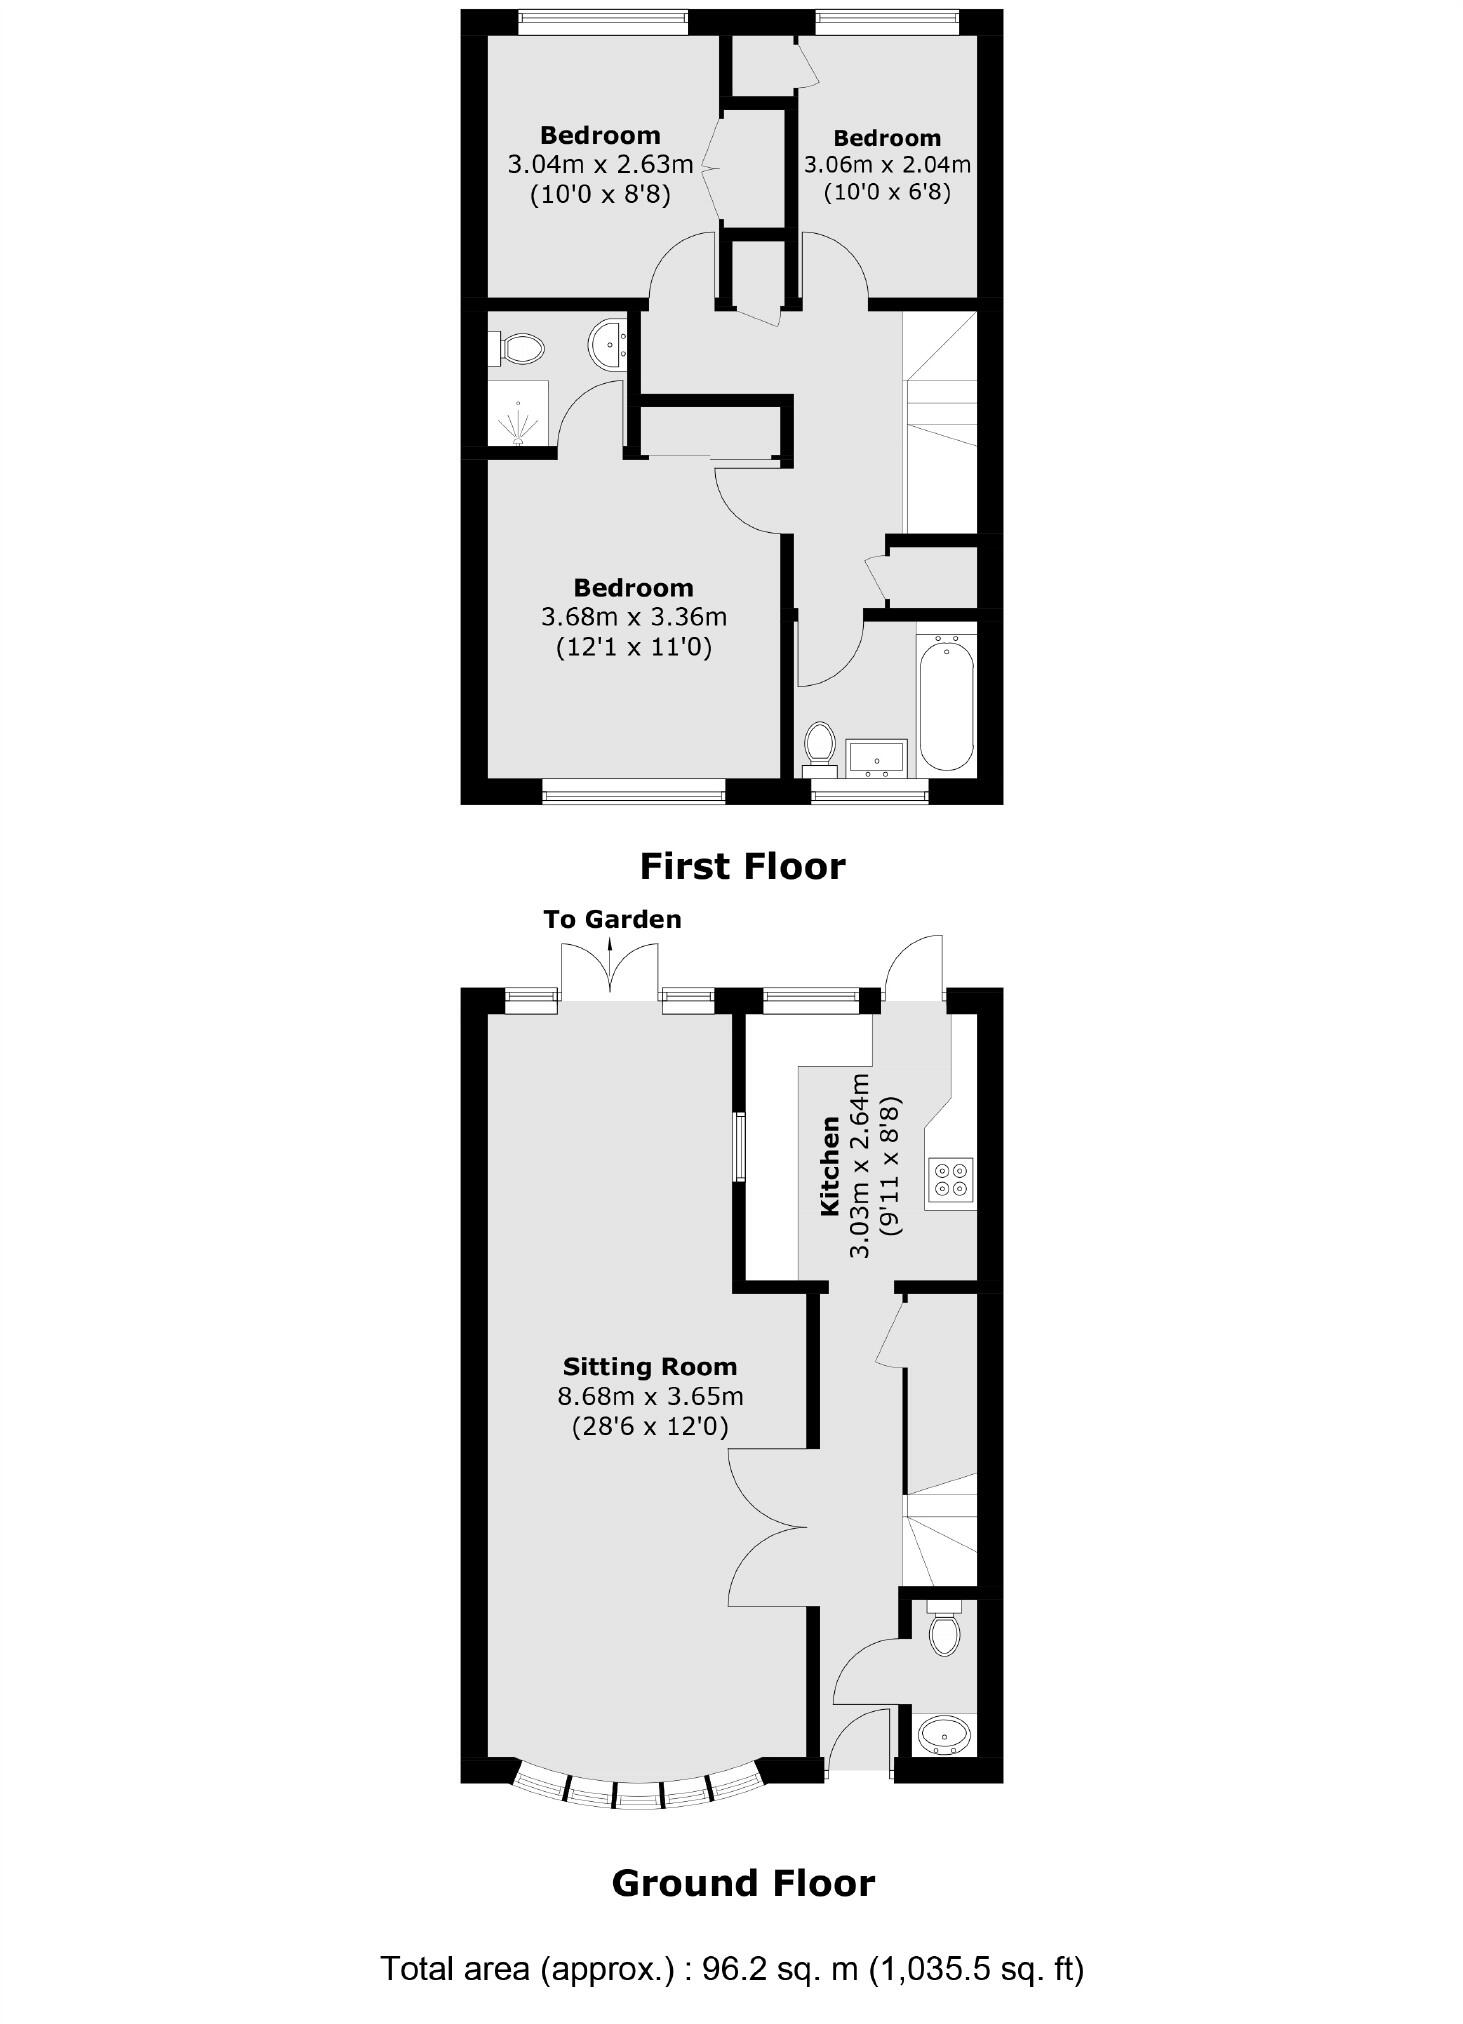 Bedroom
3.04m x 2.63m
(10'0 x 8'8)
Bedroom
3.06m x 2.04m
(10'0 x 6'8)
Bedroom
3.68m x 3.36m
(12'1 x 11'0)
First Floor
To Garden
Kitchen
3.03m x 2.64m
(9'11 x 8'8)
Sitting Room
8.68m x 3.65m
(28'6 x 12'0)
Ground Floor
Total area (approx.) : 96.2 sq. m (1,035.5 sq. ft)